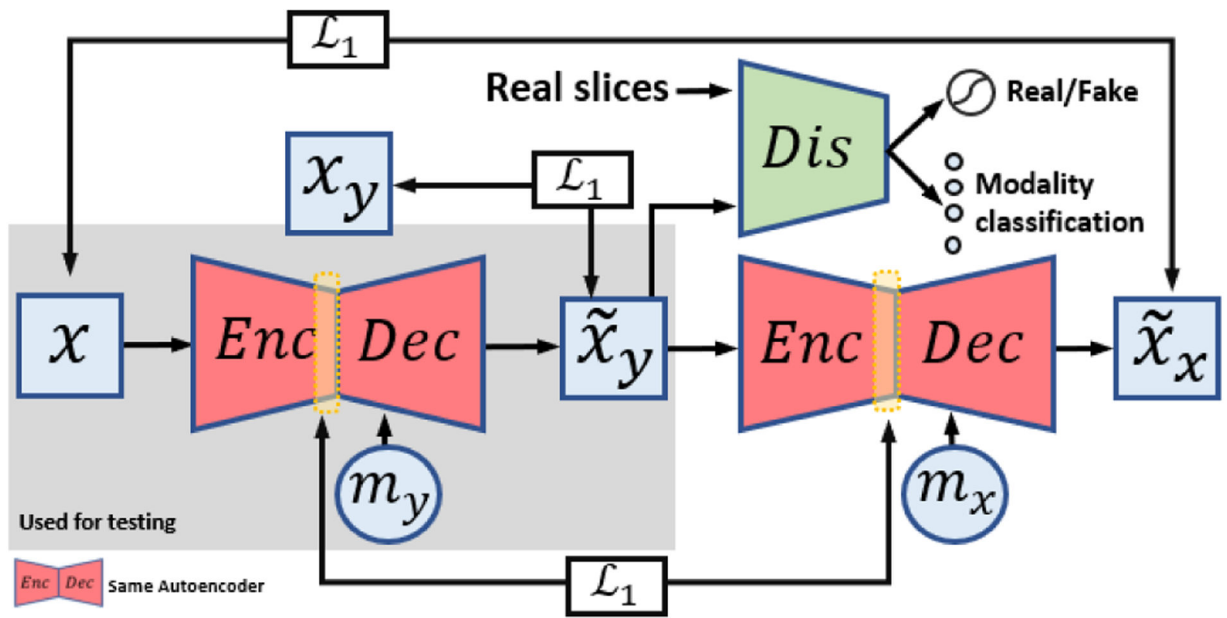 ℒ₁
Real slices
Dis
Real/Fake
Modality
classification
x_y
ℒ₁
x
Enc
Dec
x̃_y
Enc
Dec
x̃_x
m_y
m_x
Used for testing
Enc Dec Same Autoencoder
ℒ₁